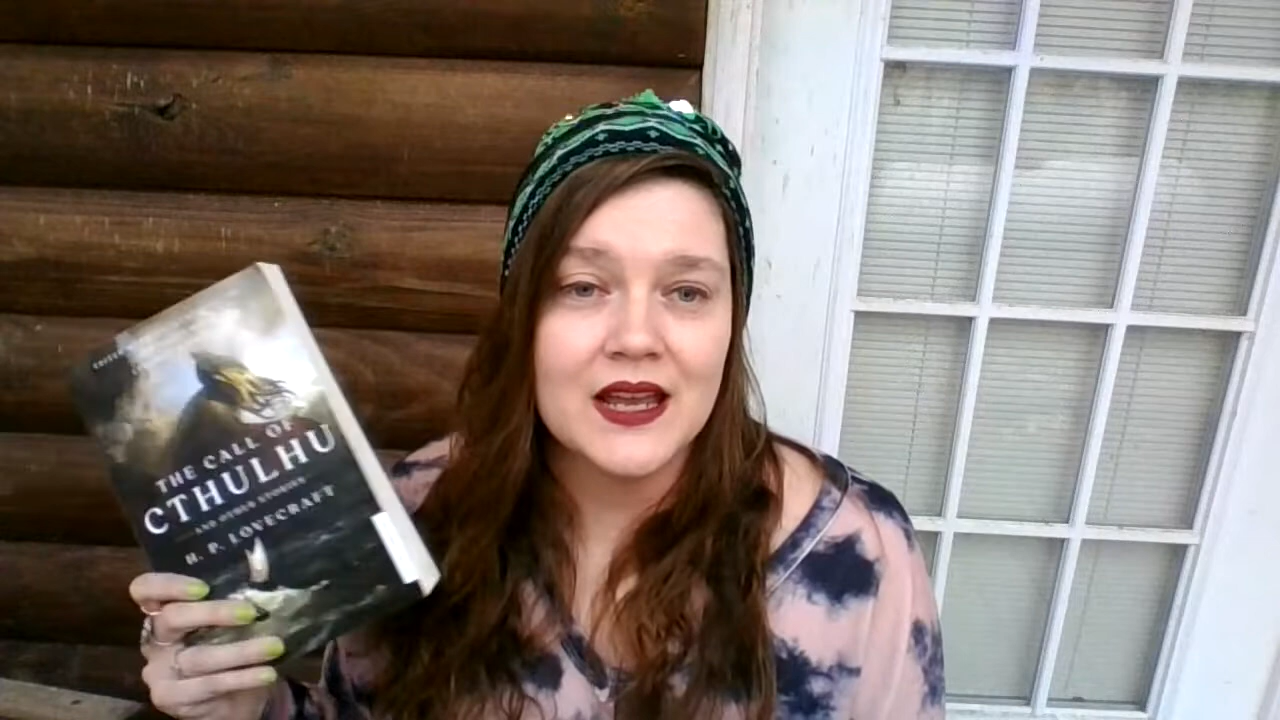 THE CALL OF
CTHULHU
AND OTHER STORIES
H. P. LOVECRAFT